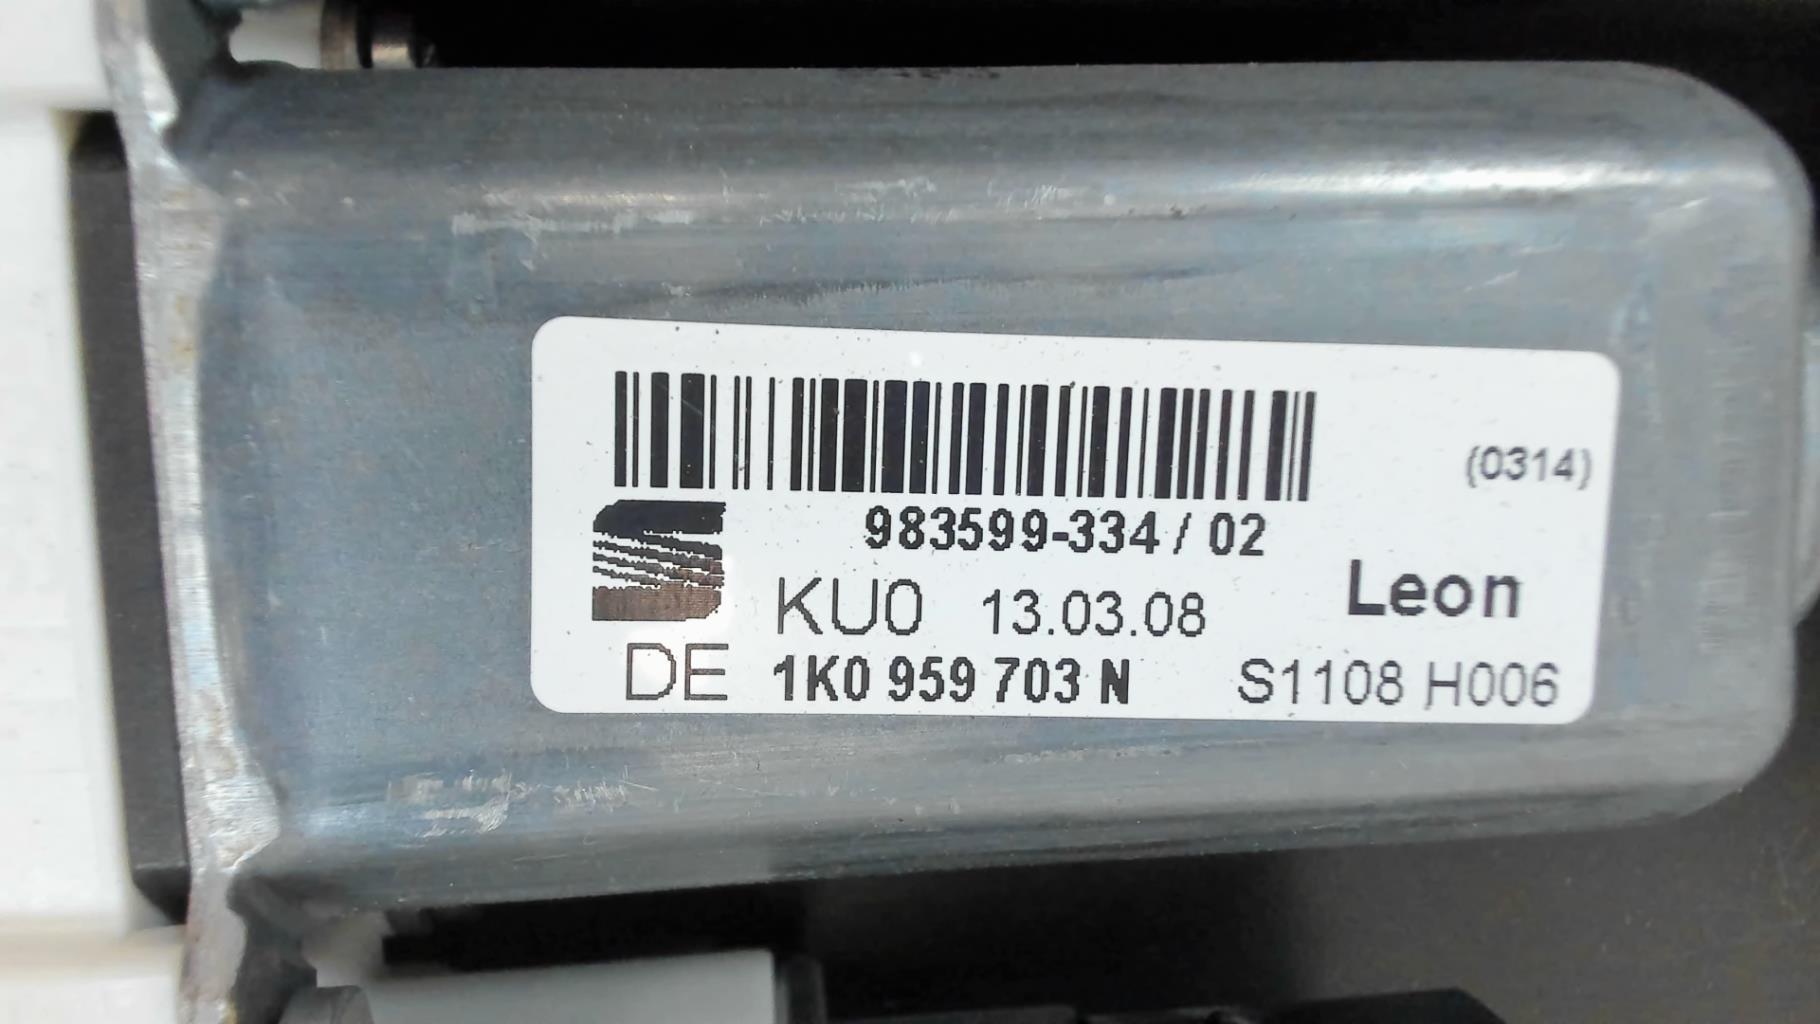 (0314)
983599-334 / 02
KU0 13.03.08 Leon
DE 1K0 959 703 N S1108 H006